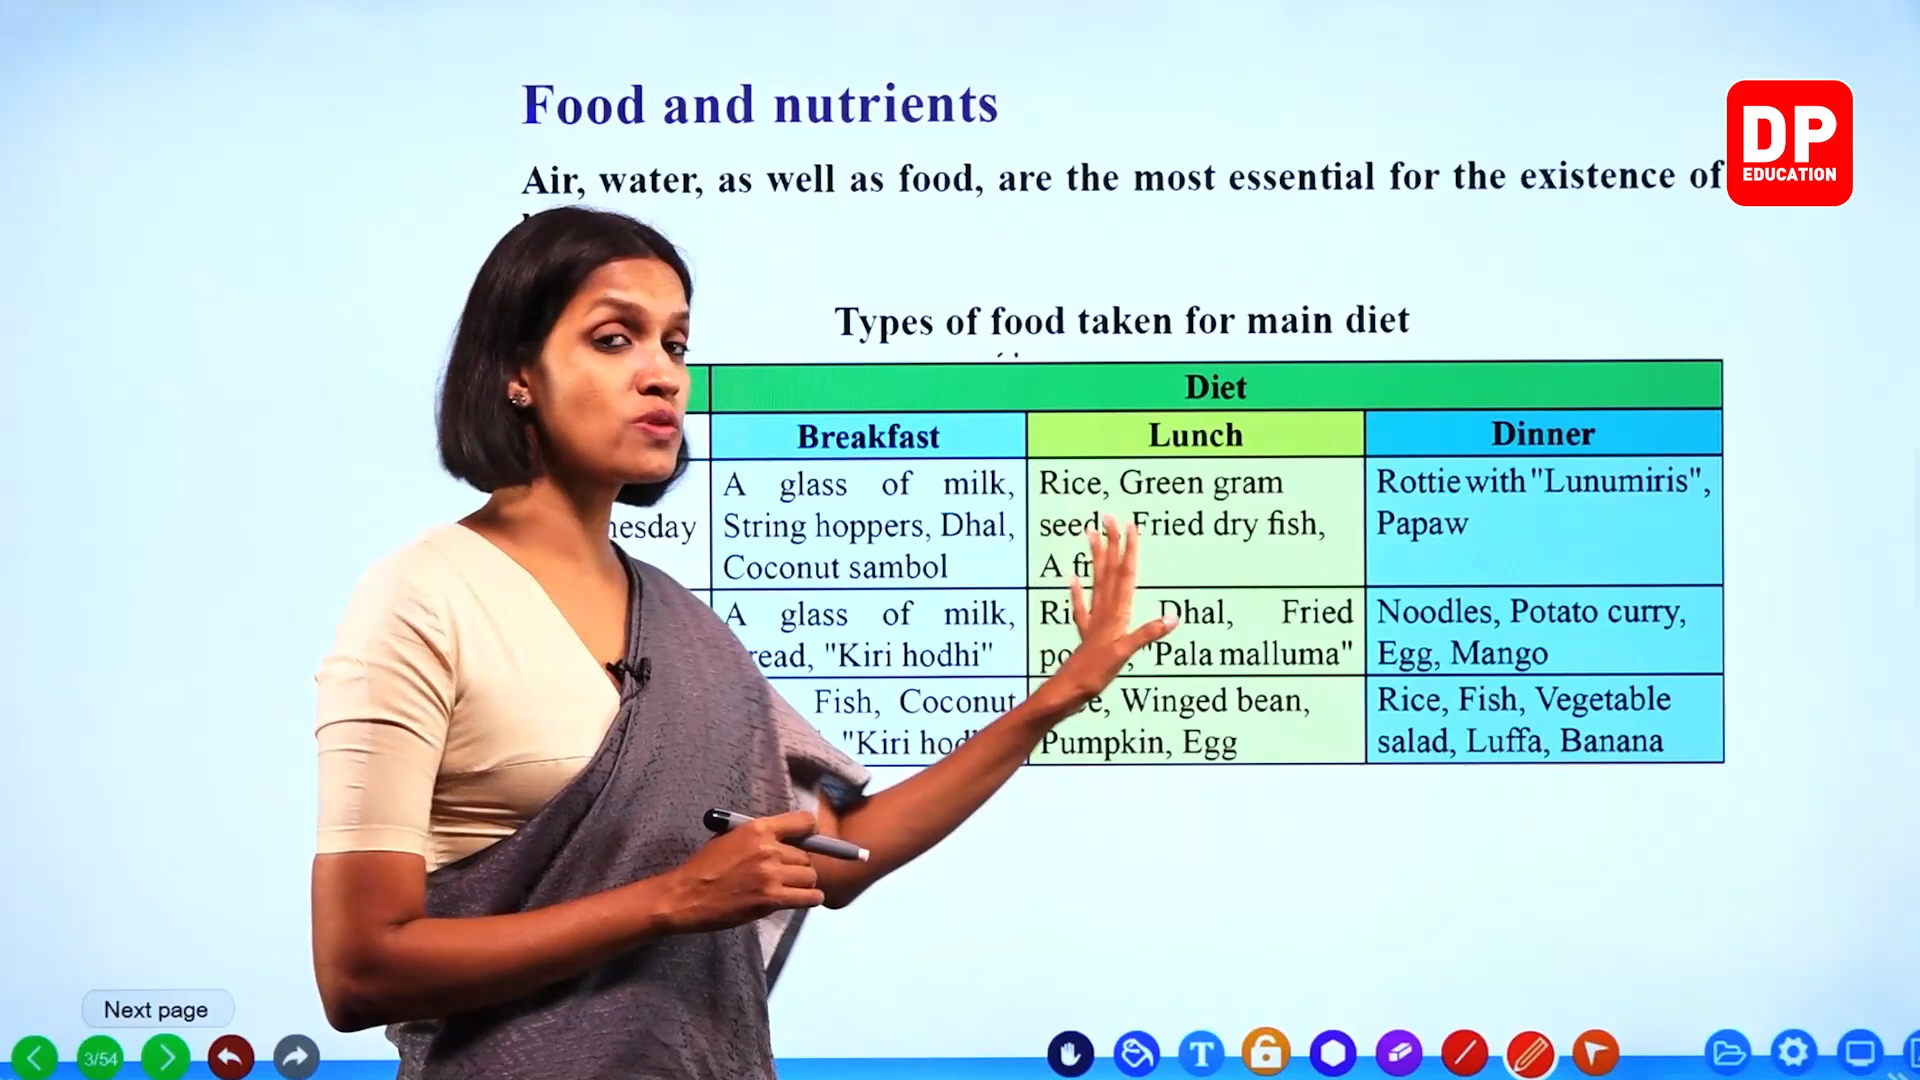 Food and nutrients
DP
EDUCATION
Air, water, as well as food, are the most essential for the existence of
Types of food taken for main diet
Diet
Breakfast
Lunch
Dinner
A glass of milk,
String hoppers, Dhal,
Coconut sambol
Rice, Green gram
Fried dry fish,
A
Rottie with "Lunumiris",
Papaw
A glass of milk,
"Kiri hodhi"
Dhal, Fried
"Pala malluma"
Noodles, Potato curry,
Egg, Mango
Fish, Coconut
"Kiri
Winged bean,
Pumpkin, Egg
Rice, Fish, Vegetable
salad, Luffa, Banana
Next page
3/54
T